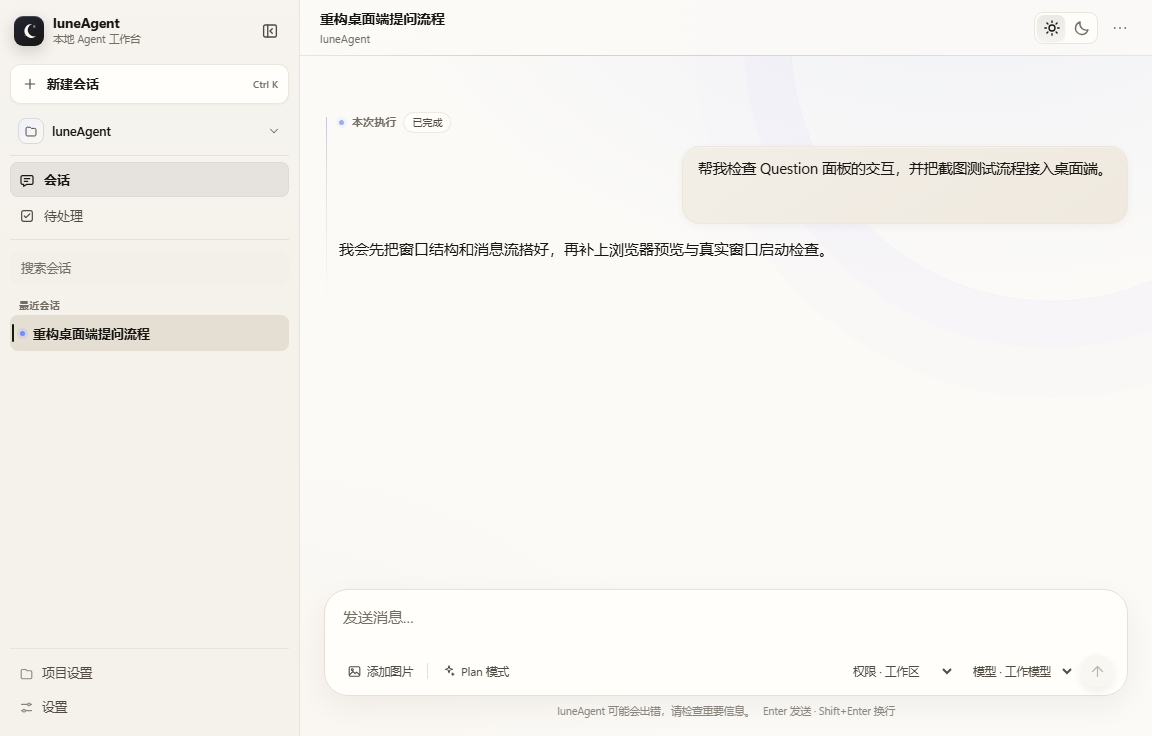 luneAgent
本地 Agent 工作台
新建会话 Ctrl K
luneAgent
会话
待处理
搜索会话
最近会话
重构桌面端提问流程
项目设置
设置
重构桌面端提问流程
luneAgent
本次执行 已完成
帮我检查 Question 面板的交互，并把截图测试流程接入桌面端。
我会先把窗口结构和消息流搭好，再补上浏览器预览与真实窗口启动检查。
发送消息...
添加图片 Plan 模式 权限 · 工作区 模型 · 工作模型
luneAgent 可能会出错，请检查重要信息。 Enter 发送 · Shift+Enter 换行